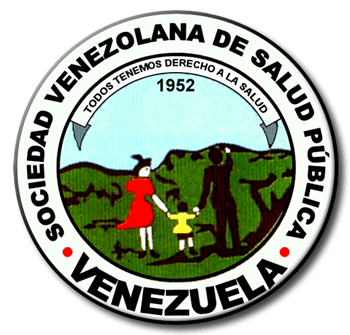 SOCIEDAD VENEZOLANA DE SALUD PÚBLICA
TODOS TENEMOS DERECHO A LA SALUD
1952
• VENEZUELA •